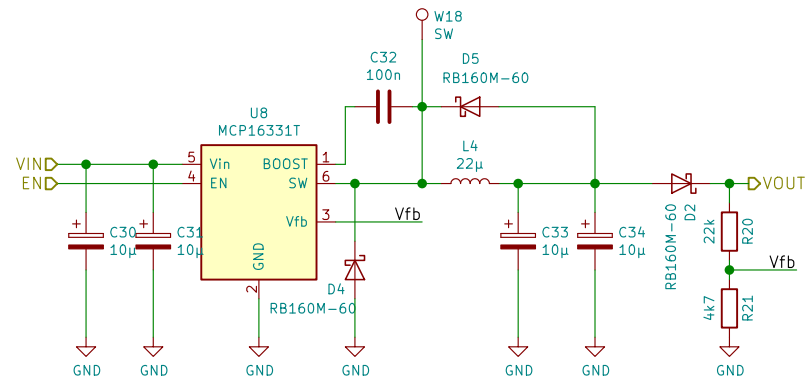 W18
SW
C32
100n
D5
RB160M-60
U8
MCP16331T
L4
22µ
VIN
EN
5
4
Vin
EN
BOOST
SW
Vfb
GND
1
6
3
2
Vfb
VOUT
+
C30
10µ
+
C31
10µ
D4
RB160M-60
+
C33
10µ
+
C34
10µ
D2
RB160M-60
22k
R20
Vfb
4k7
R21
GND
GND
GND
GND
GND
GND
GND